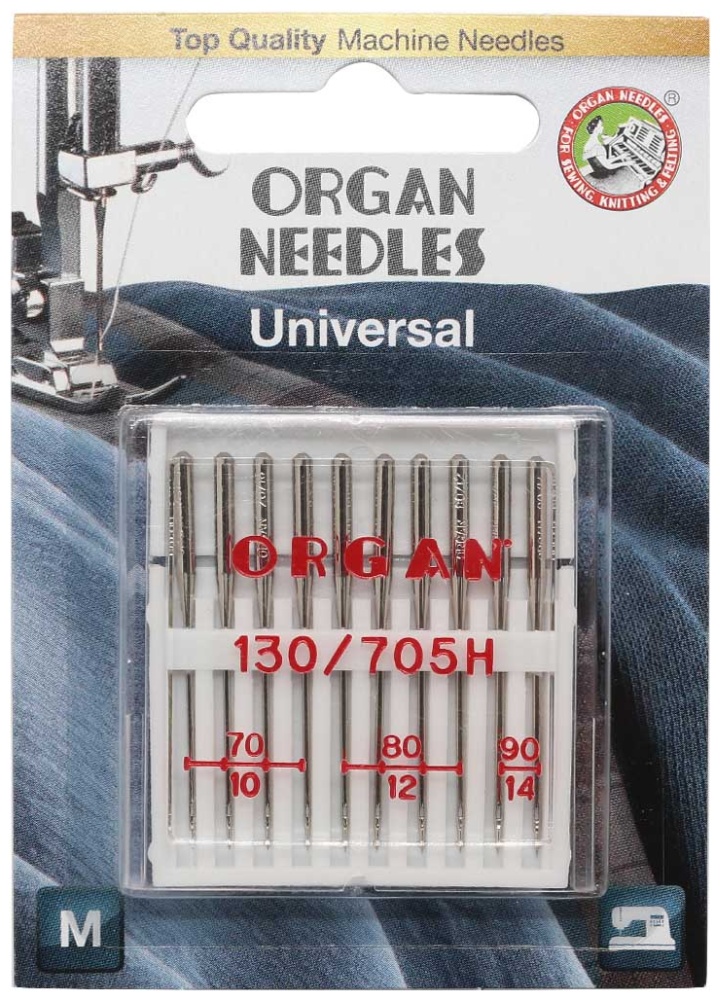 Top Quality Machine Needles
ORGAN NEEDLES
FOR SEWING, KNITTING & FELTING
®
ORGAN
NEEDLES
Universal
ORGAN
130/705H
70 80 90
10 12 14
M